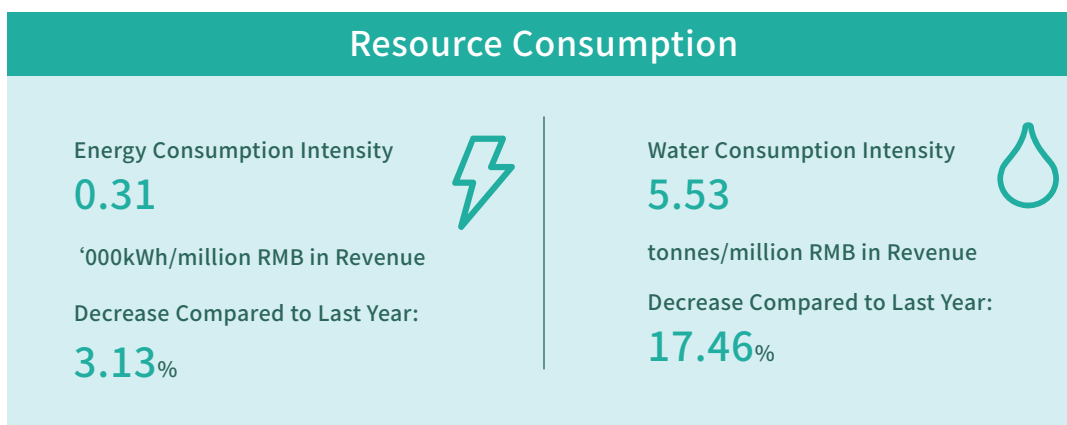 Resource Consumption
Energy Consumption Intensity
0.31
‘000kWh/million RMB in Revenue
Decrease Compared to Last Year:
3.13%
Water Consumption Intensity
5.53
tonnes/million RMB in Revenue
Decrease Compared to Last Year:
17.46%